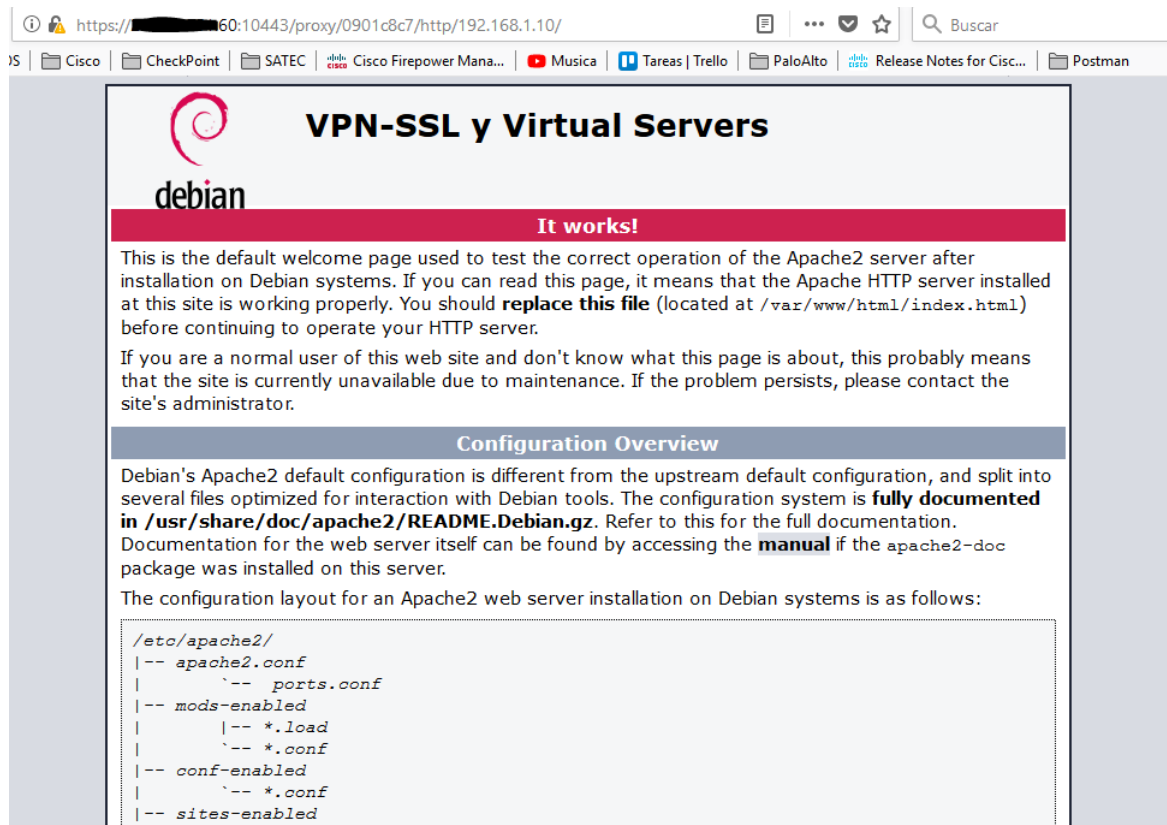 https://60:10443/proxy/0901c8c7/http/192.168.1.10/
Buscar
Cisco
CheckPoint
SATEC
Cisco Firepower Mana...
Musica
Tareas | Trello
PaloAlto
Release Notes for Cisc...
Postman
debian
VPN-SSL y Virtual Servers
It works!
This is the default welcome page used to test the correct operation of the Apache2 server after
installation on Debian systems. If you can read this page, it means that the Apache HTTP server installed
at this site is working properly. You should replace this file (located at /var/www/html/index.html)
before continuing to operate your HTTP server.
If you are a normal user of this web site and don't know what this page is about, this probably means
that the site is currently unavailable due to maintenance. If the problem persists, please contact the
site's administrator.
Configuration Overview
Debian's Apache2 default configuration is different from the upstream default configuration, and split into
several files optimized for interaction with Debian tools. The configuration system is fully documented
in /usr/share/doc/apache2/README.Debian.gz. Refer to this for the full documentation.
Documentation for the web server itself can be found by accessing the manual if the apache2-doc
package was installed on this server.
The configuration layout for an Apache2 web server installation on Debian systems is as follows:
/etc/apache2/
|-- apache2.conf
|       `--  ports.conf
|-- mods-enabled
|       |-- *.load
|       `-- *.conf
|-- conf-enabled
|       `-- *.conf
|-- sites-enabled